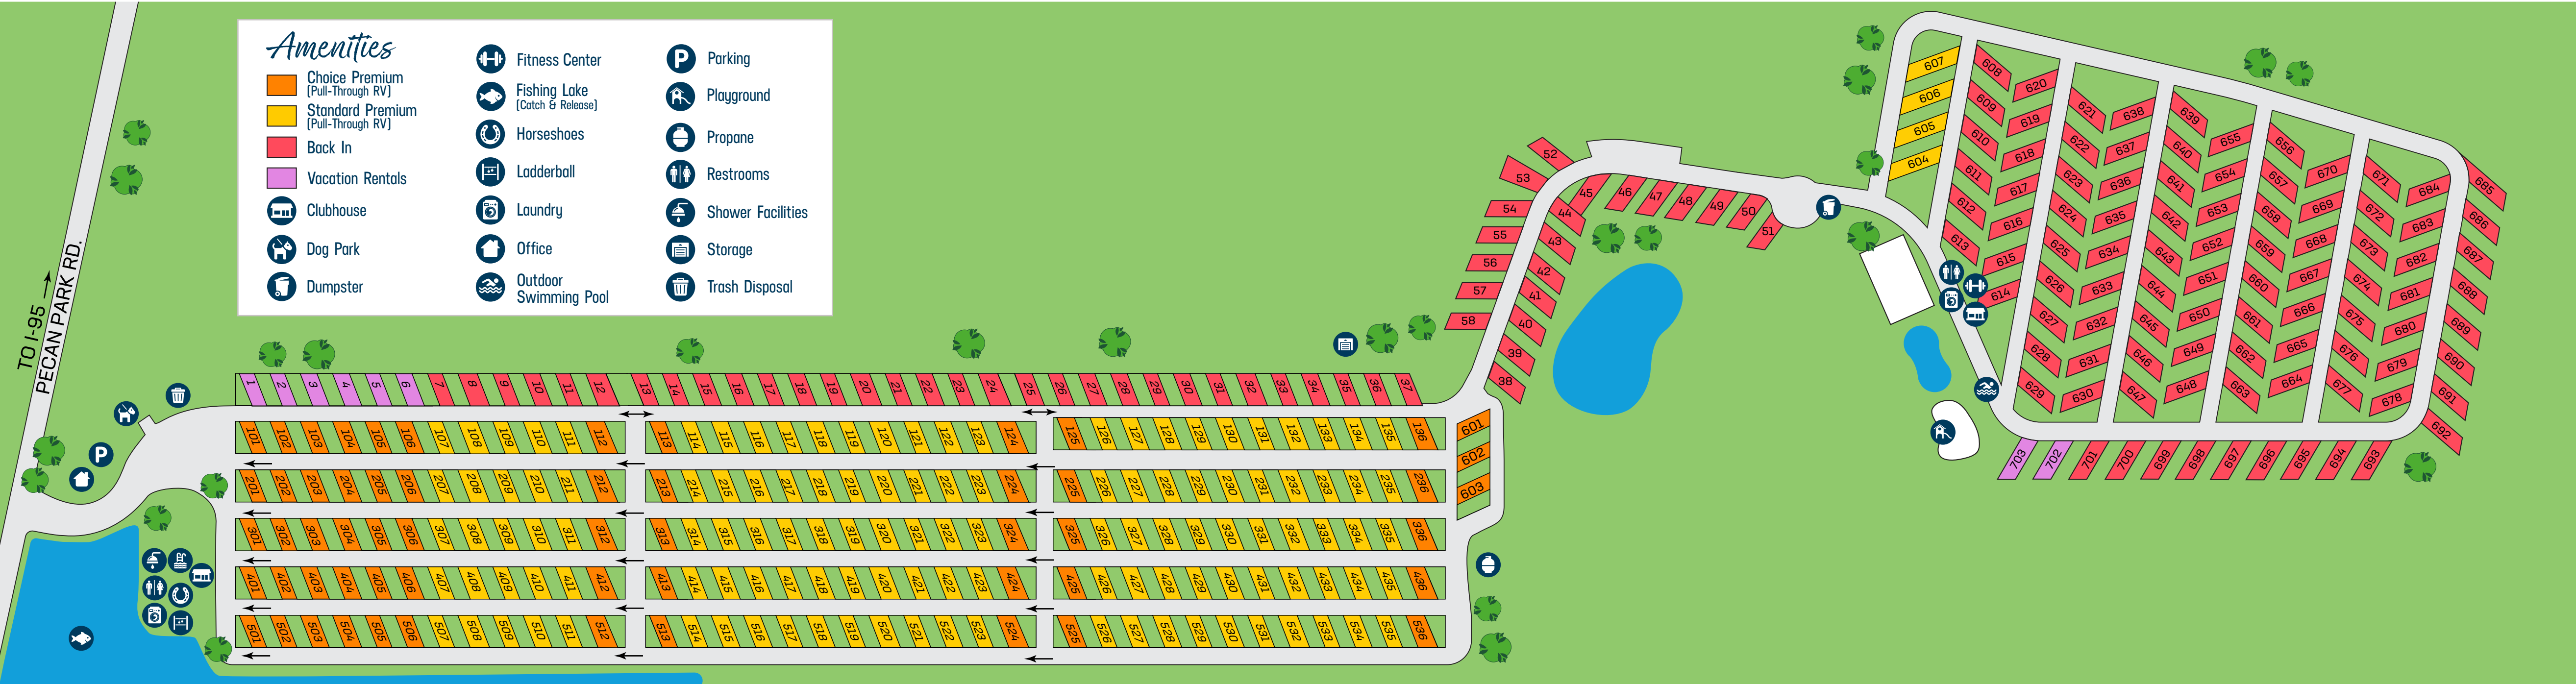 Amenities
Choice Premium
(Pull-Through RV)
Standard Premium
(Pull-Through RV)
Back In
Vacation Rentals
Clubhouse
Dog Park
Dumpster
Fitness Center
Fishing Lake
(Catch & Release)
Horseshoes
Ladderball
Laundry
Office
Outdoor
Swimming Pool
Parking
P
Playground
Propane
Restrooms
Shower Facilities
Storage
Trash Disposal
TO I-95
PECAN PARK RD.
P
1 2 3 4 5 6 7 8 9 10 11 12 13 14 15 16 17 18 19 20 21 22 23 24 25 26 27 28 29 30 31 32 33 34 35 36 37
101 102 103 104 105 106 107 108 109 110 111 112 113 114 115 116 117 118 119 120 121 122 123 124 125 126 127 128 129 130 131 132 133 134 135 136
201 202 203 204 205 206 207 208 209 210 211 212 213 214 215 216 217 218 219 220 221 222 223 224 225 226 227 228 229 230 231 232 233 234 235 236
301 302 303 304 305 306 307 308 309 310 311 312 313 314 315 316 317 318 319 320 321 322 323 324 325 326 327 328 329 330 331 332 333 334 335 336
401 402 403 404 405 406 407 408 409 410 411 412 413 414 415 416 417 418 419 420 421 422 423 424 425 426 427 428 429 430 431 432 433 434 435 436
501 502 503 504 505 506 507 508 509 510 511 512 513 514 515 516 517 518 519 520 521 522 523 524 525 526 527 528 529 530 531 532 533 534 535 536
601
602
603
38
39
40
41
42
43
44
45 46 47 48 49 50 51
52
53
54
55
56
57
58
607
606
605
604
608
609
610
611
612
613
620
619
618
617
616
615
614
621
622
623
624
625
626
627
628
629
638
637
636
635
634
633
632
631
630
639
640
641
642
643
644
645
646
647
655
654
653
652
651
650
649
648
656
657
658
659
660
661
662
663
670
669
668
667
666
665
664
671
672
673
674
675
676
677
684
683
682
681
680
679
678
685
686
687
688
689
690
691
692
703 702 701 700 699 698 697 696 695 694 693